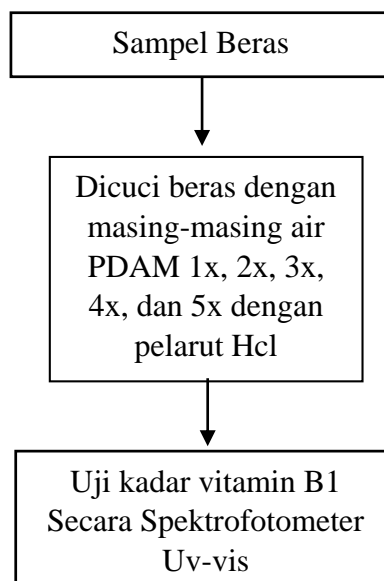 Sampel Beras
Dicuci beras dengan
masing-masing air
PDAM 1x, 2x, 3x,
4x, dan 5x dengan
pelarut Hcl
Uji kadar vitamin B1
Secara Spektrofotometer
Uv-vis